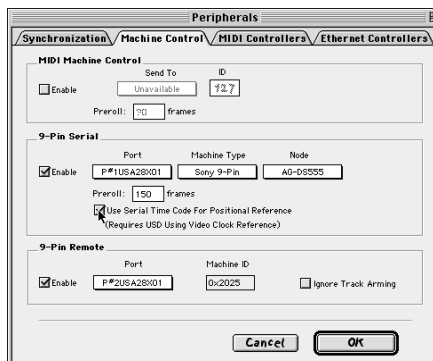 Peripherals
Synchronization Machine Control MIDI Controllers Ethernet Controllers
MIDI Machine Control
Send To ID
Enable Unavailable 127
Preroll: 20 frames
9-Pin Serial
Port Machine Type Node
Enable P#1USA28X01 Sony 9-Pin AG-DS555
Preroll: 150 frames
Use Serial Time Code For Positional Reference
(Requires USD Using Video Clock Reference)
9-Pin Remote
Port Machine ID
Enable P#2USA28X01 0x2025 Ignore Track Arming
Cancel OK